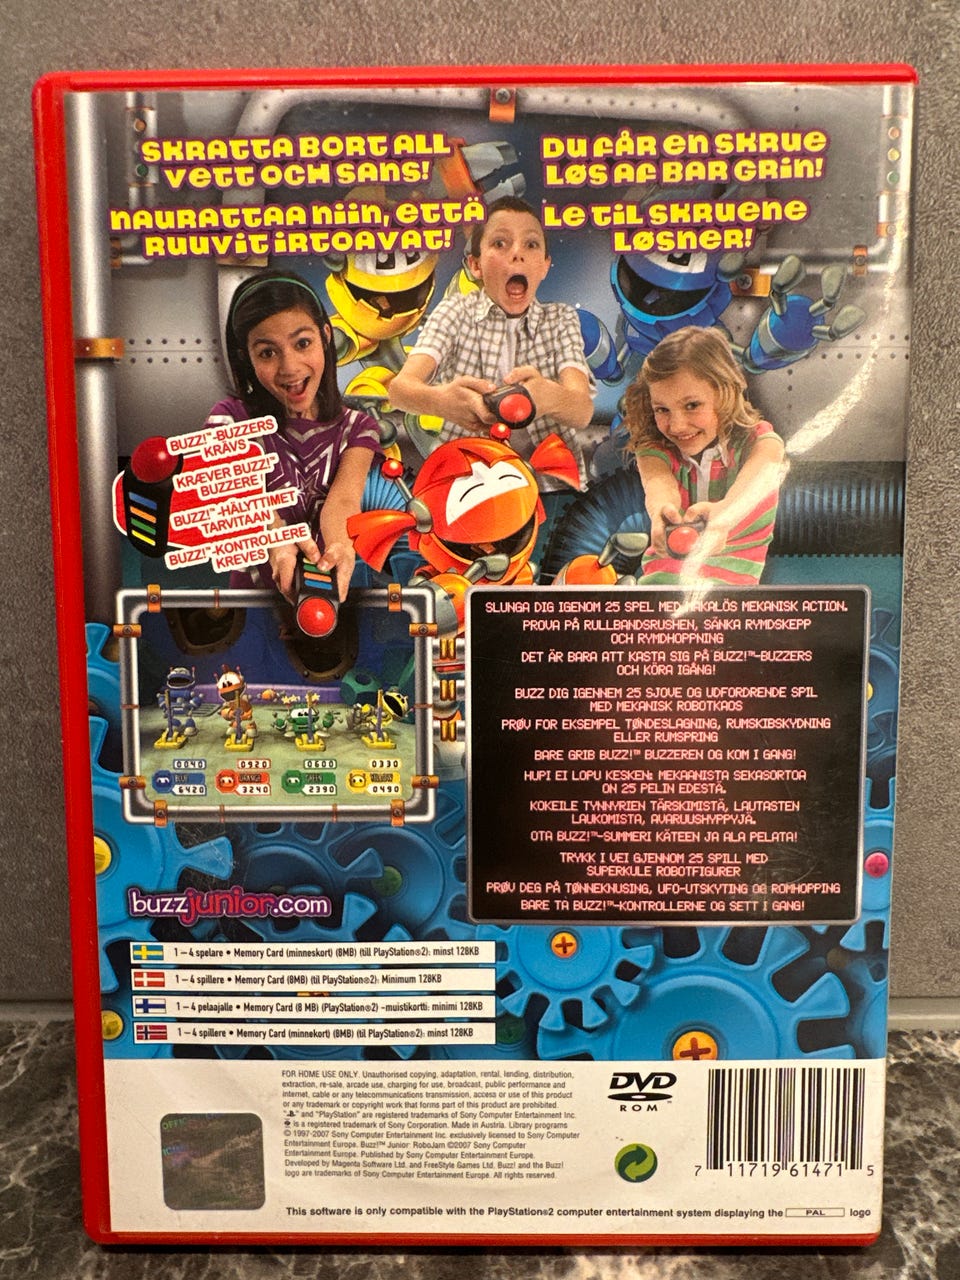 SKRATTA BORT ALL
VETT OCH SANS!
DU FÅR EN SKRUE
LØS AF BAR GRIN!
NAURATTAA NIIN, ETTÄ
RUUVIT IRTOAVAT!
LE TIL SKRUENE
LØSNER!
BUZZ!™-BUZZERS
KRÄVS
KRÆVER BUZZ!™
BUZZERE!
BUZZ!™-HÄLYTTIMET
TARVITAAN
BUZZ!™-KONTROLLERE
KREVES
0040
0920
0600
0330
BLUE
ORANGE
GREEN
YELLOW
6420
3240
2390
0490
SLUNGA DIG IGENOM 25 SPEL MED MAKALÖS MEKANISK ACTION.
PROVA PÅ RULLBANDSRUSHEN, SÄNKA RYMDSKEPP
OCH RYMDHOPPNING
DET ÄR BARA ATT KASTA SIG PÅ BUZZ!™-BUZZERS
OCH KÖRA IGÅNG!
BUZZ DIG IGENNEM 25 SJOVE OG UDFORDRENDE SPIL
MED MEKANISK ROBOTKAOS
PRØV FOR EKSEMPEL TØNDESLAGNING, RUMSKIBSKYDNING
ELLER RUMSPRING
BARE GRIB BUZZ!™ BUZZEREN OG KOM I GANG!
HUPI EI LOPU KESKEN: MEKAANISTA SEKASORTOA
ON 25 PELIN EDESTÄ.
KOKEILE TYNNYRIEN TÄRSKIMISTÄ, LAUTASTEN
LAUKOMISTA, AVARUUSHYPPYJÄ.
OTA BUZZ!™-SUMMERI KÄTEEN JA ALA PELATA!
TRYKK I VEI GJENNOM 25 SPILL MED
SUPERKULE ROBOTFIGURER
PRØV DEG PÅ TØNNEKNUSING, UFO-UTSKYTING OG ROMHOPPING
BARE TA BUZZ!™-KONTROLLERNE OG SETT I GANG!
buzzjunior.com
1 – 4 spelare • Memory Card (minneskort) (8MB) (till PlayStation®2): minst 128KB
1 – 4 spillere • Memory Card (8MB) (til PlayStation®2): Minimum 128KB
1 – 4 pelaajalle • Memory Card (8 MB) (PlayStation®2) -muistikortti: minimi 128KB
1 – 4 spillere • Memory Card (minnekort) (8MB) (til PlayStation®2): minst 128KB
FOR HOME USE ONLY. Unauthorised copying, adaptation, rental, lending, distribution,
extraction, re-sale, arcade use, charging for use, broadcast, public performance and
internet, cable or any telecommunications transmission, access or use of this product
or any trademark or copyright work that forms part of this product are prohibited.
" " and "PlayStation" are registered trademarks of Sony Computer Entertainment Inc.
is a registered trademark of Sony Corporation. Made in Austria. Library programs
© 1997-2007 Sony Computer Entertainment Inc. exclusively licensed to Sony Computer
Entertainment Europe. Buzz!™ Junior: RoboJam ©2007 Sony Computer
Entertainment Europe. Published by Sony Computer Entertainment Europe.
Developed by Magenta Software Ltd. and FreeStyle Games Ltd. Buzz! and the Buzz!
logo are trademarks of Sony Computer Entertainment Europe. All rights reserved.
DVD
ROM
7 11719 61471 5
This software is only compatible with the PlayStation®2 computer entertainment system displaying the PAL logo